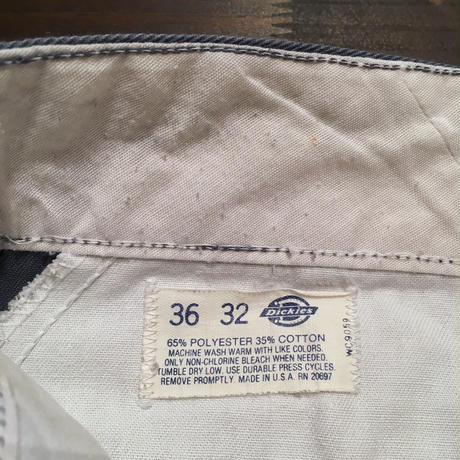 36 32 Dickies
65% POLYESTER 35% COTTON
MACHINE WASH WARM WITH LIKE COLORS.
ONLY NON-CHLORINE BLEACH WHEN NEEDED.
TUMBLE DRY LOW. USE DURABLE PRESS CYCLES.
REMOVE PROMPTLY. MADE IN U.S.A. RN 20697
WC9059